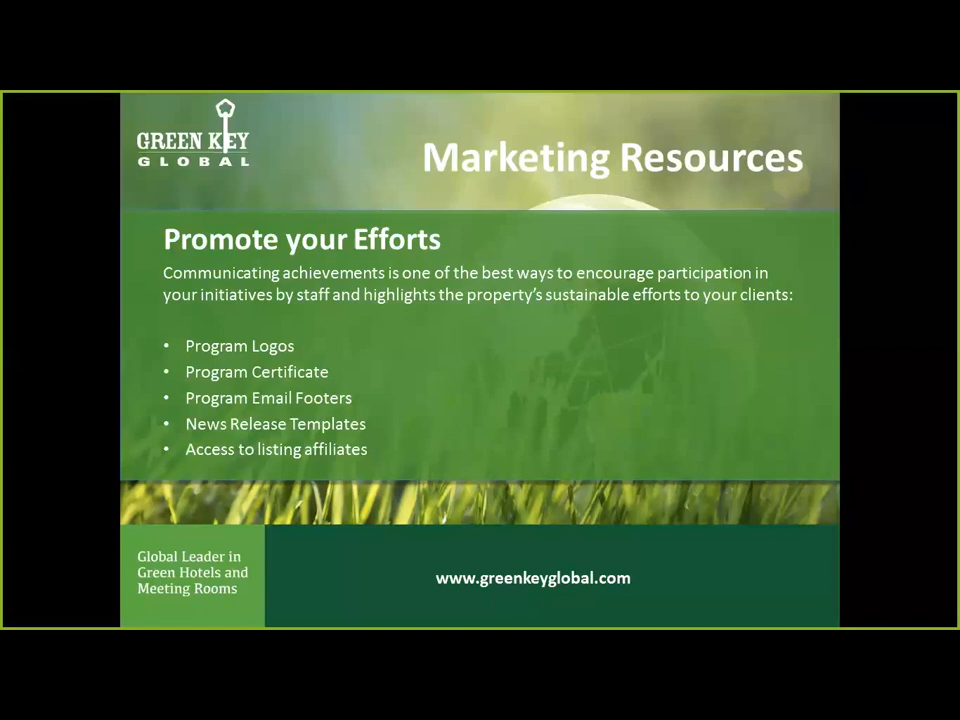 GREEN KEY
GLOBAL
Marketing Resources
Promote your Efforts
Communicating achievements is one of the best ways to encourage participation in
your initiatives by staff and highlights the property's sustainable efforts to your clients:
• Program Logos
• Program Certificate
• Program Email Footers
• News Release Templates
• Access to listing affiliates
Global Leader in
Green Hotels and
Meeting Rooms
www.greenkeyglobal.com